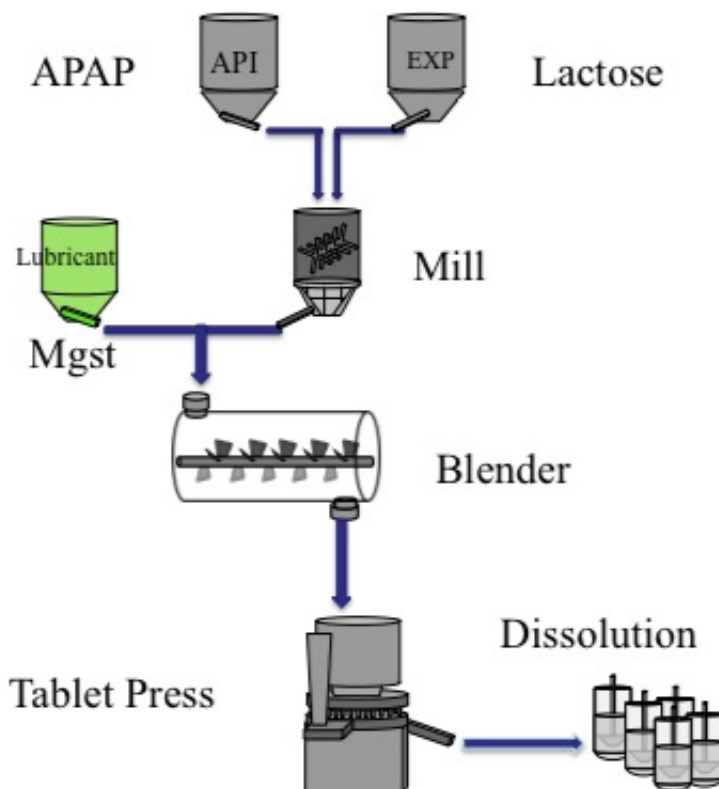 APAP
API
EXP
Lactose
Lubricant
Mill
Mgst
Blender
Dissolution
Tablet Press